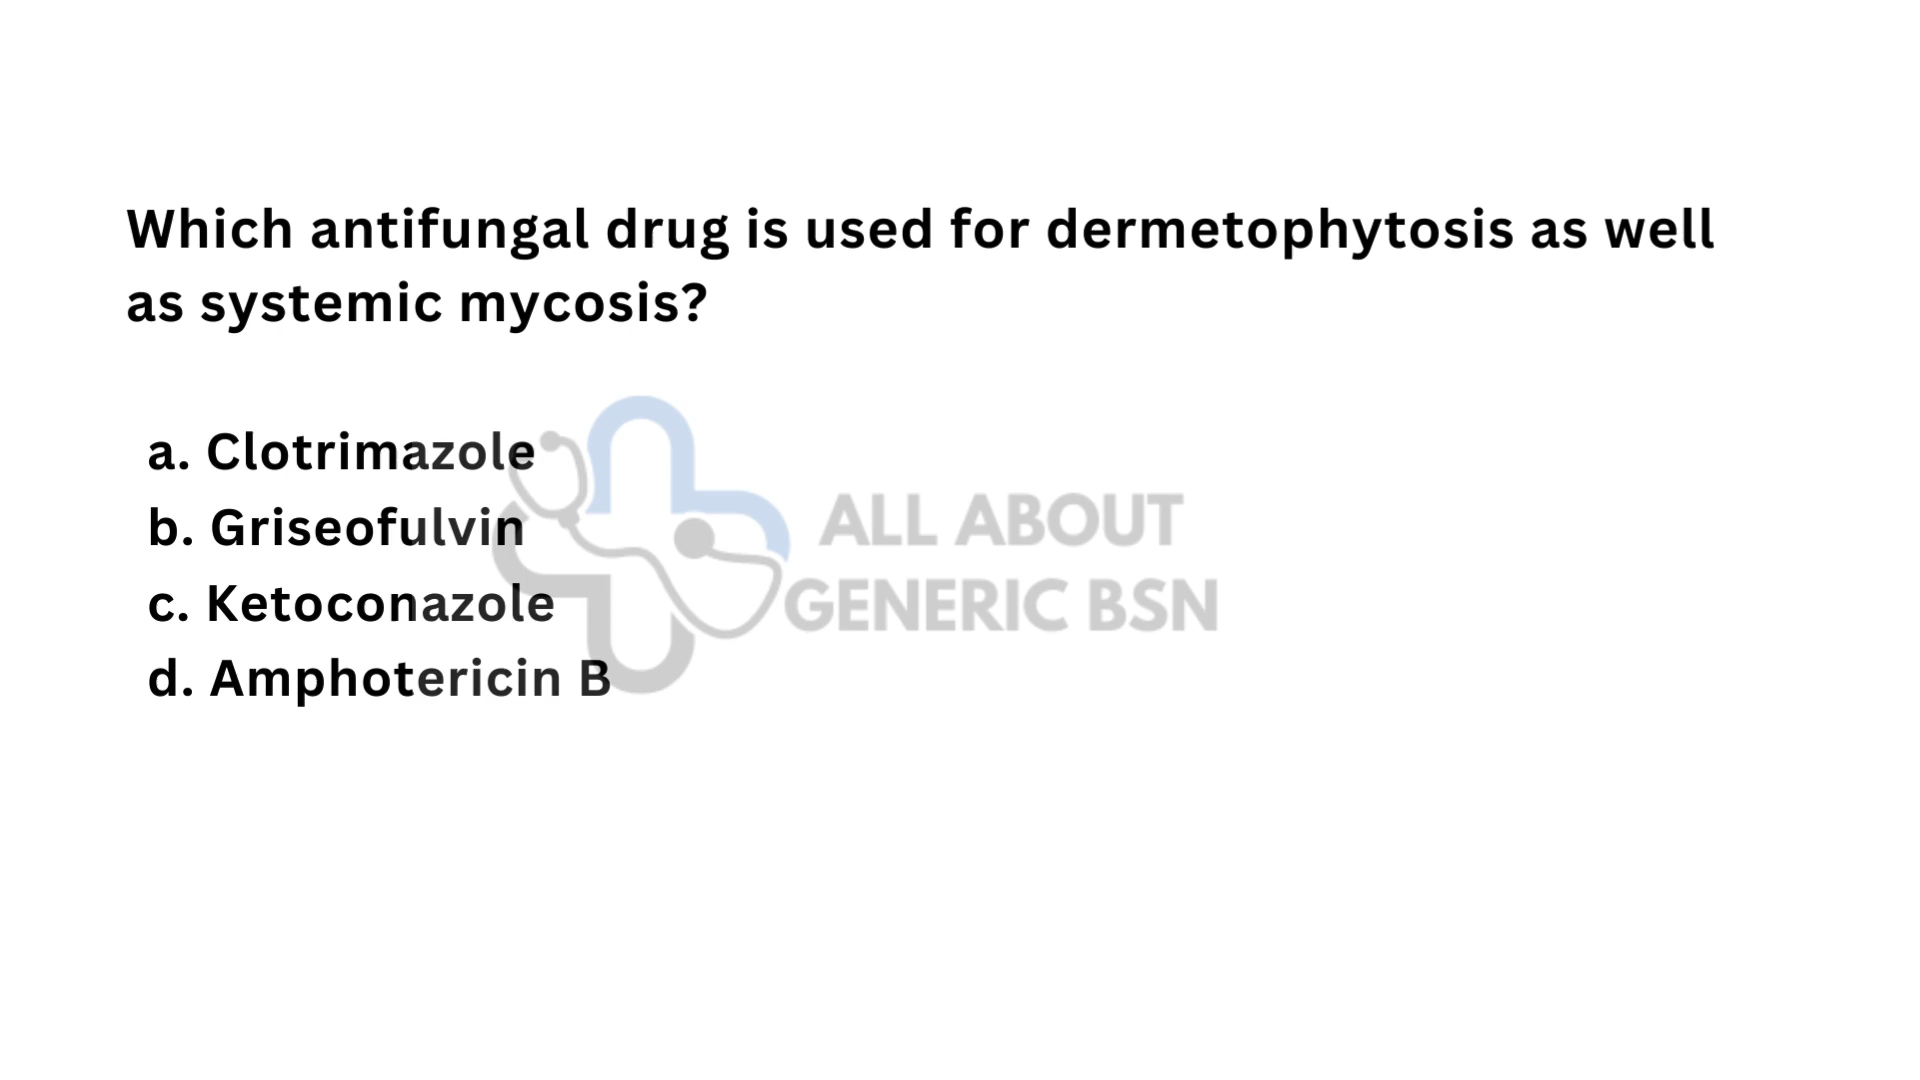 Which antifungal drug is used for dermetophytosis as well
as systemic mycosis?
a. Clotrimazole
b. Griseofulvin
c. Ketoconazole
d. Amphotericin B
ALL ABOUT
GENERIC BSN